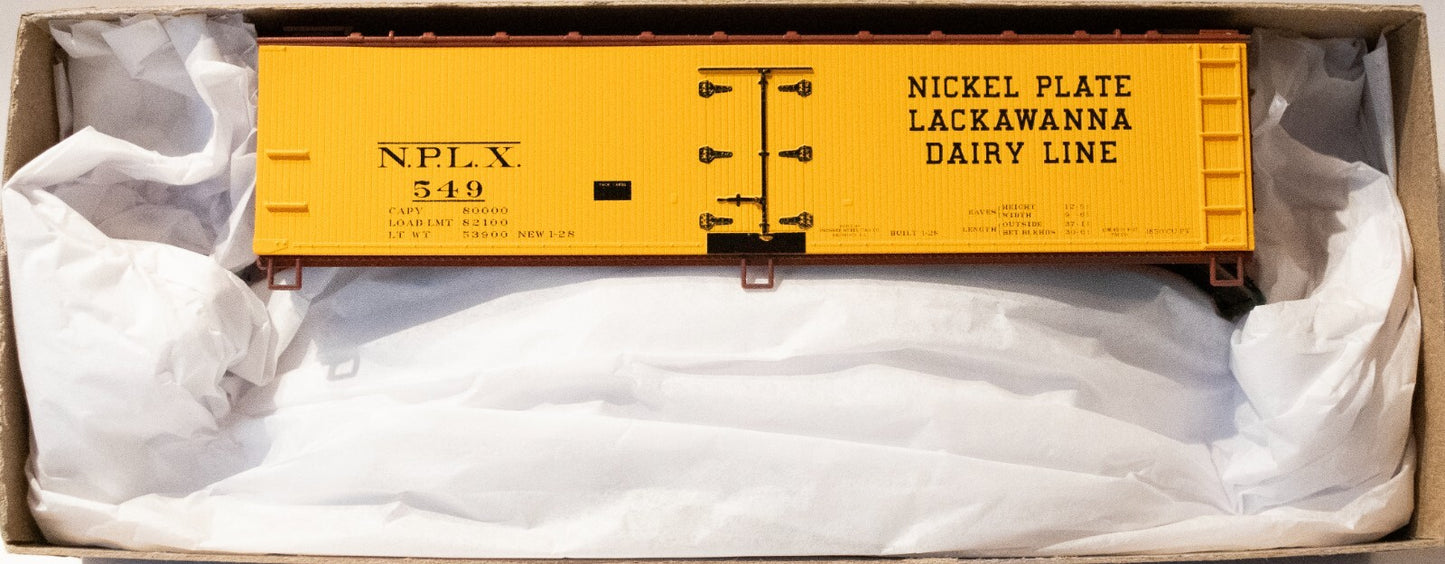 N.P.L.X.
549
CAPY 80000
LOAD LMT 82100
LT WT 53900 NEW 1-28
NICKEL PLATE
LACKAWANNA
DAIRY LINE
BUILT 1-28
EAVES HEIGHT
WIDTH
LENGTH OUTSIDE